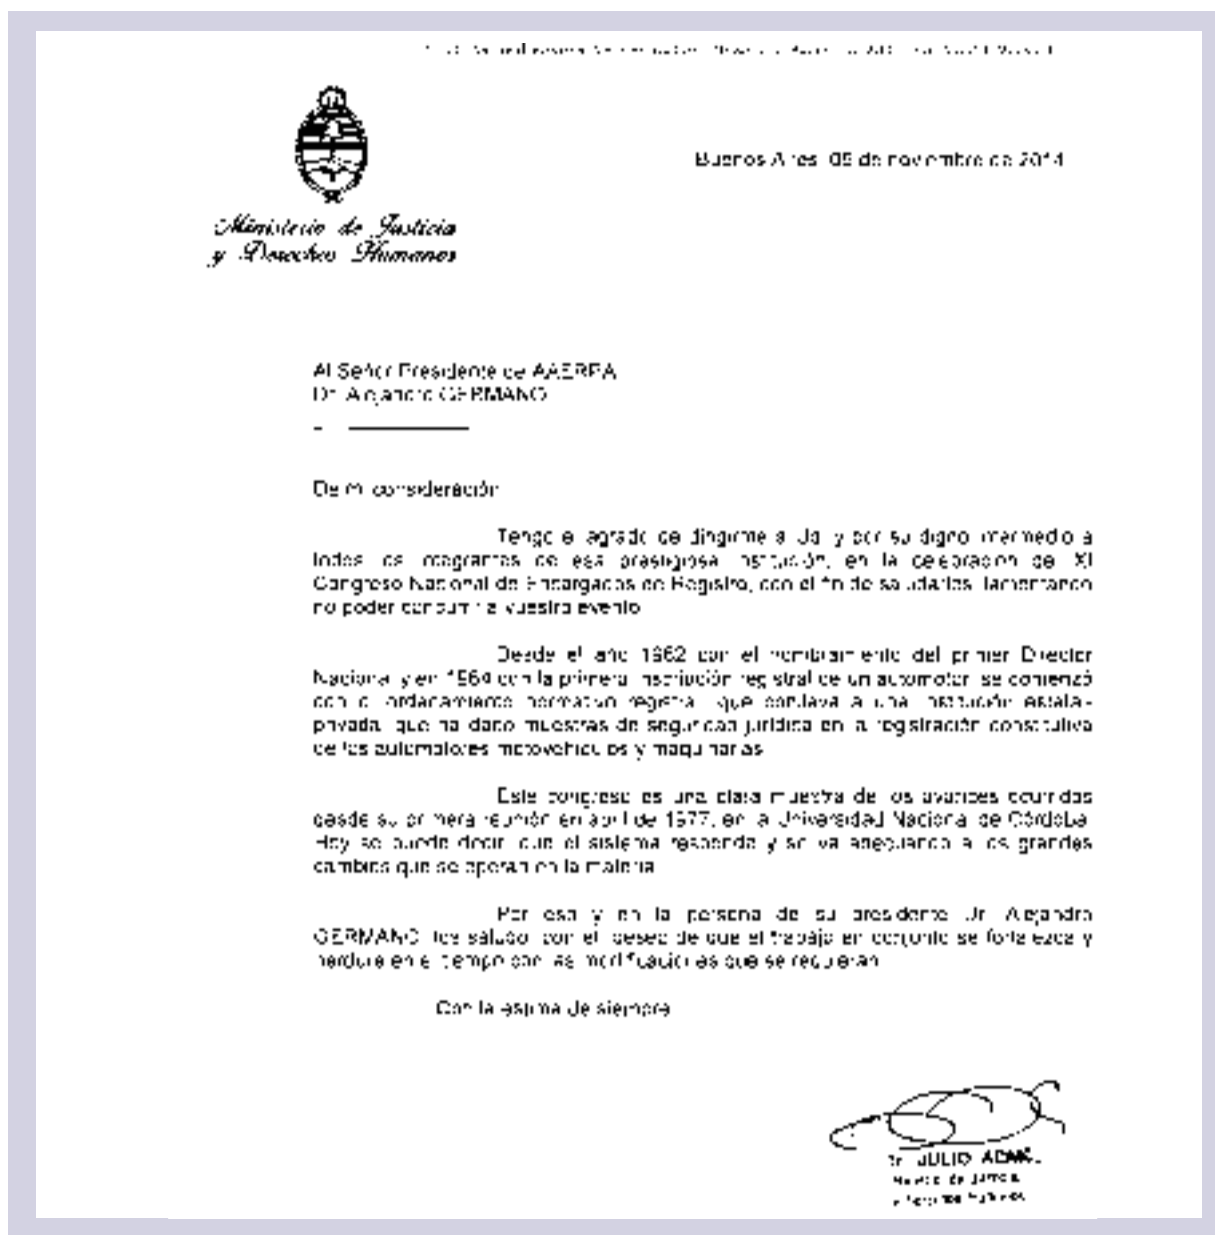 Buenos Aires, 05 de noviembre de 2014
Ministerio de Justicia
y Derechos Humanos
Al Señor Presidente de AAERPA
Dr. Alejandro GERMANO
De mi consideración
Tengo el agrado de dirigirme a Ud. y por su digno intermedio a
todos los integrantes de esa prestigiosa institución, en la celebración del XI
Congreso Nacional de Encargados de Registro, con el fin de saludarlos, lamentando
no poder concurrir a vuestro evento
Desde el año 1962 con el nombramiento del primer Director
Nacional y en 1964 con la primera inscripción registral de un automotor, se comenzó
con el ordenamiento normativo registral que conlleva a una institución estatal-
privada que ha dado muestras de seguridad jurídica en la registración constitutiva
de los automotores motovehículos y maquinarias
Este congreso es una clara muestra de los avances ocurridos
desde su primera reunión en abril de 1977, en la Universidad Nacional de Córdoba.
Hoy se puede decir que el sistema responde y se va adecuando a los grandes
cambios que se operan en la materia
Por eso y en la persona de su presidente Dr. Alejandro
GERMANO los saludo con el deseo de que el trabajo en conjunto se fortalezca y
perdure en el tiempo con las modificaciones que se requieran
Con la estima de siempre
Dr. JULIO